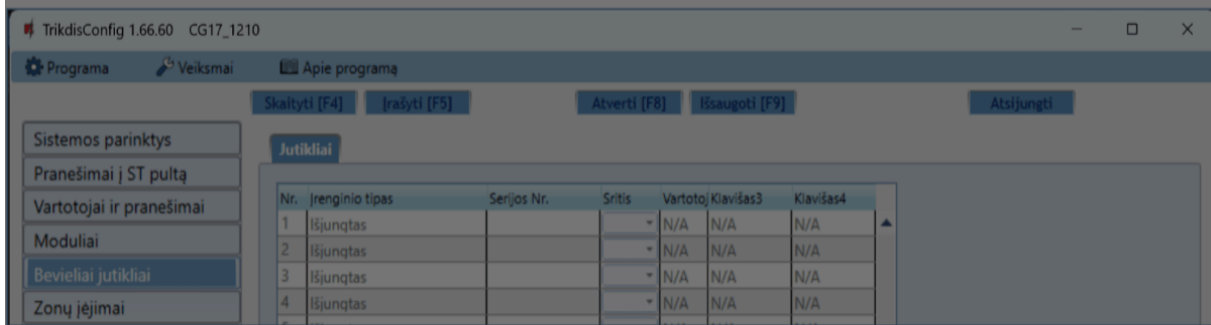 TrikdisConfig 1.66.60 CG17_1210
Programa Veiksmai Apie programą
Skaityti [F4] Įrašyti [F5] Atverti [F8] Išsaugoti [F9] Atsijungti
Sistemos parinktys
Pranešimai į ST pultą
Vartotojai ir pranešimai
Moduliai
Bevieliai jutikliai
Zonų įėjimai
Jutikliai
Nr. Įrenginio tipas Serijos Nr. Sritis Vartotoj Klavišas3 Klavišas4
1 Išjungtas N/A N/A N/A
2 Išjungtas N/A N/A N/A
3 Išjungtas N/A N/A N/A
4 Išjungtas N/A N/A N/A